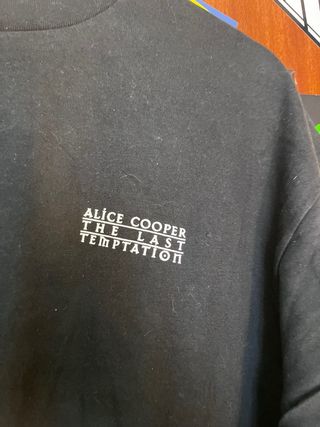 ALiCE COOPER
THE LAST
TEMPTATION